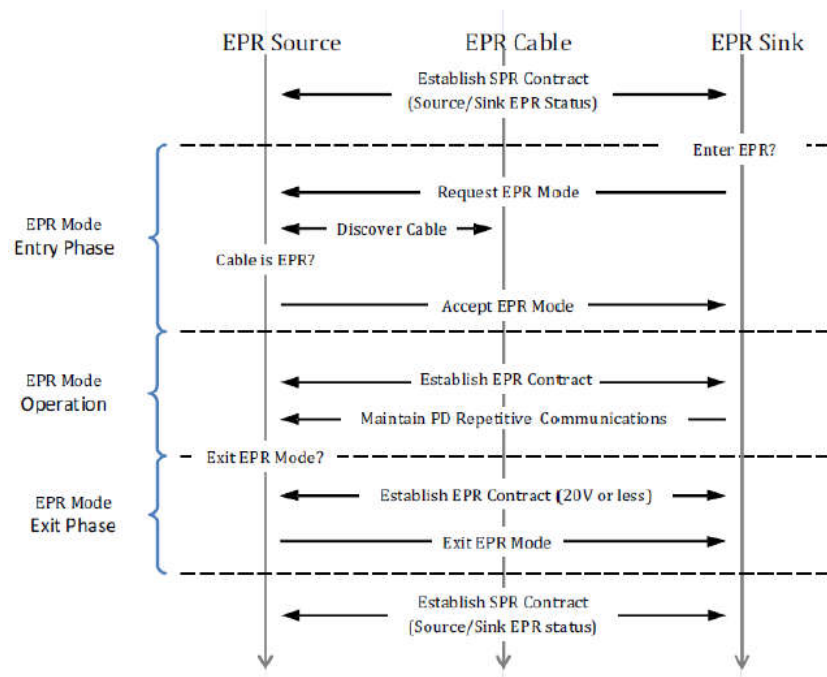 EPR Source
EPR Cable
EPR Sink
Establish SPR Contract
(Source/Sink EPR Status)
Enter EPR?
Request EPR Mode
EPR Mode
Entry Phase
Discover Cable
Cable is EPR?
Accept EPR Mode
EPR Mode
Operation
Establish EPR Contract
Maintain PD Repetitive Communications
Exit EPR Mode?
EPR Mode
Exit Phase
Establish EPR Contract (20V or less)
Exit EPR Mode
Establish SPR Contract
(Source/Sink EPR status)